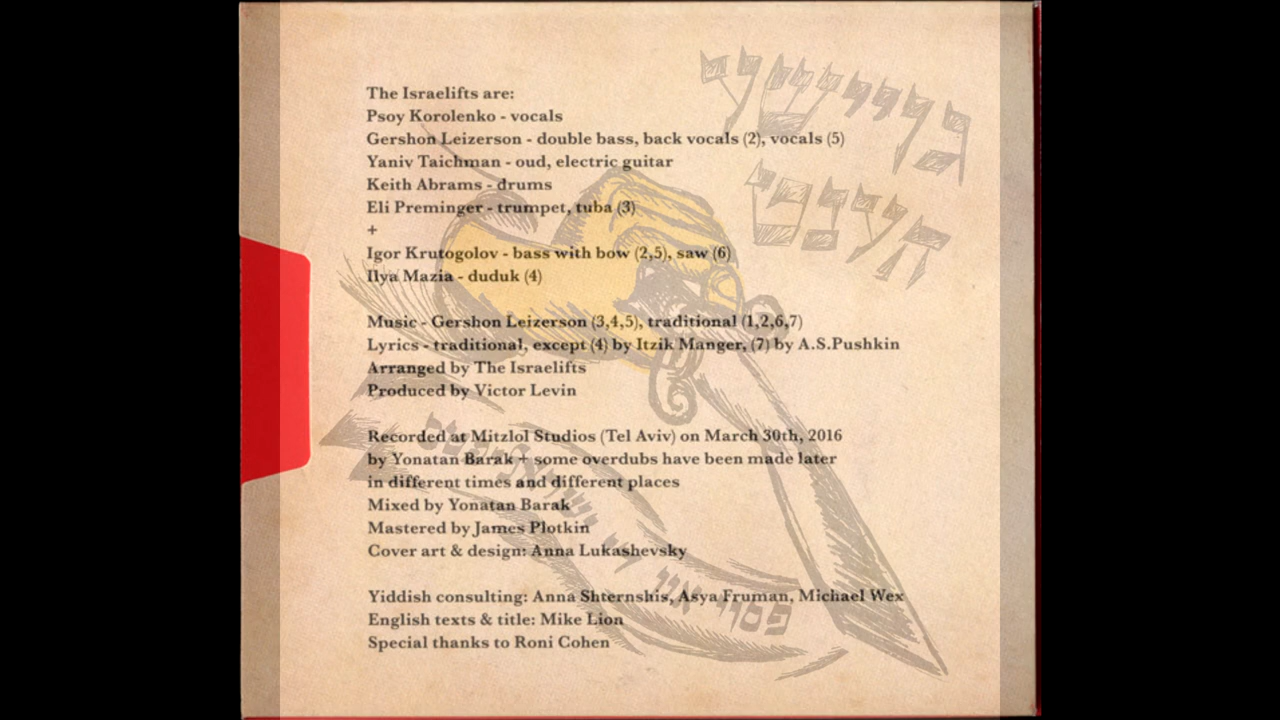 The Israelifts are:
Psoy Korolenko - vocals
Gershon Leizerson - double bass, back vocals (2), vocals (5)
Yaniv Taichman - oud, electric guitar
Keith Abrams - drums
Eli Preminger - trumpet, tuba (3)
+
Igor Krutogolov - bass with bow (2,5), saw (6)
Ilya Mazia - duduk (4)
Music - Gershon Leizerson (3,4,5), traditional (1,2,6,7)
Lyrics - traditional, except (4) by Itzik Manger, (7) by A.S.Pushkin
Arranged by The Israelifts
Produced by Victor Levin
Recorded at Mitzlol Studios (Tel Aviv) on March 30th, 2016
by Yonatan Barak + some overdubs have been made later
in different times and different places
Mixed by Yonatan Barak
Mastered by James Plotkin
Cover art & design: Anna Lukashevsky
Yiddish consulting: Anna Shternshis, Asya Fruman, Michael Wex
English texts & title: Mike Lion
Special thanks to Roni Cohen
הענט
פסוי און די ישראליפטס